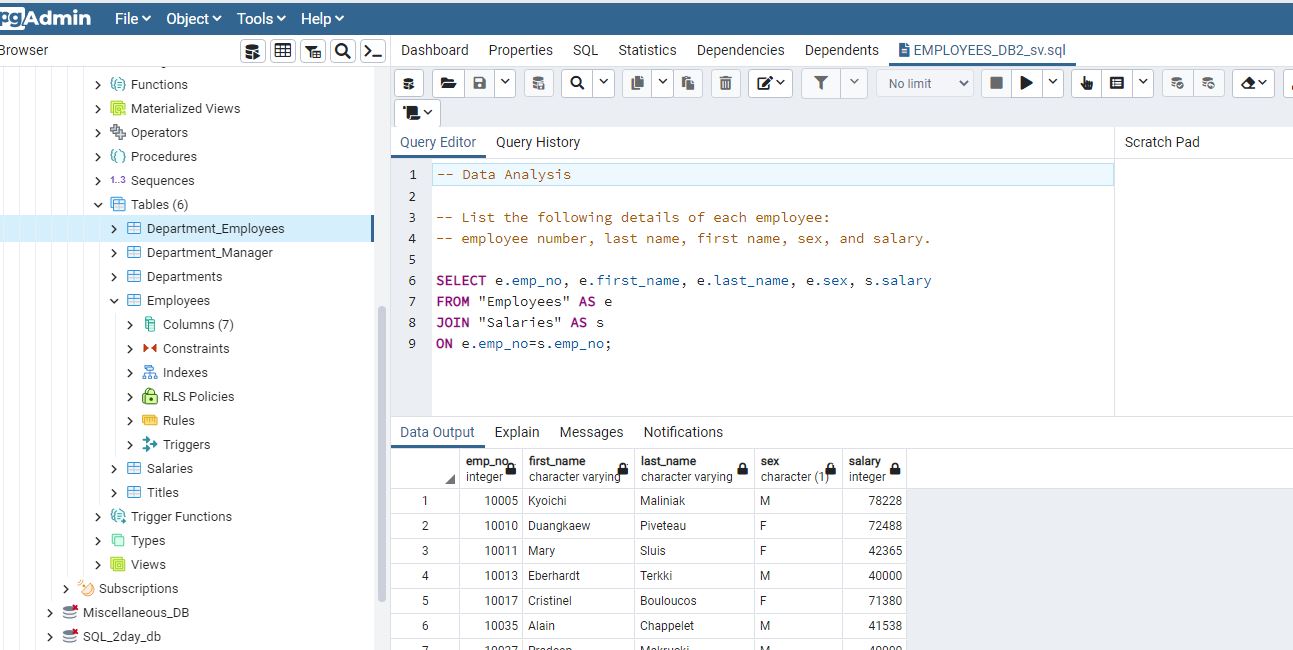 pgAdmin File Object Tools Help
Browser
Dashboard Properties SQL Statistics Dependencies Dependents EMPLOYEES_DB2_sv.sql
No limit
Functions
Materialized Views
Operators
Procedures
1..3 Sequences
Tables (6)
Department_Employees
Department_Manager
Departments
Employees
Columns (7)
Constraints
Indexes
RLS Policies
Rules
Triggers
Salaries
Titles
Trigger Functions
Types
Views
Subscriptions
Miscellaneous_DB
SQL_2day_db
Query Editor Query History
Scratch Pad
1 -- Data Analysis
2
3 -- List the following details of each employee:
4 -- employee number, last name, first name, sex, and salary.
5
6 SELECT e.emp_no, e.first_name, e.last_name, e.sex, s.salary
7 FROM "Employees" AS e
8 JOIN "Salaries" AS s
9 ON e.emp_no=s.emp_no;
Data Output Explain Messages Notifications
emp_no first_name last_name sex salary
integer character varying character varying character (1) integer
1 10005 Kyoichi Maliniak M 78228
2 10010 Duangkaew Piveteau F 72488
3 10011 Mary Sluis F 42365
4 10013 Eberhardt Terkki M 40000
5 10017 Cristinel Bouloucos F 71380
6 10035 Alain Chappelet M 41538